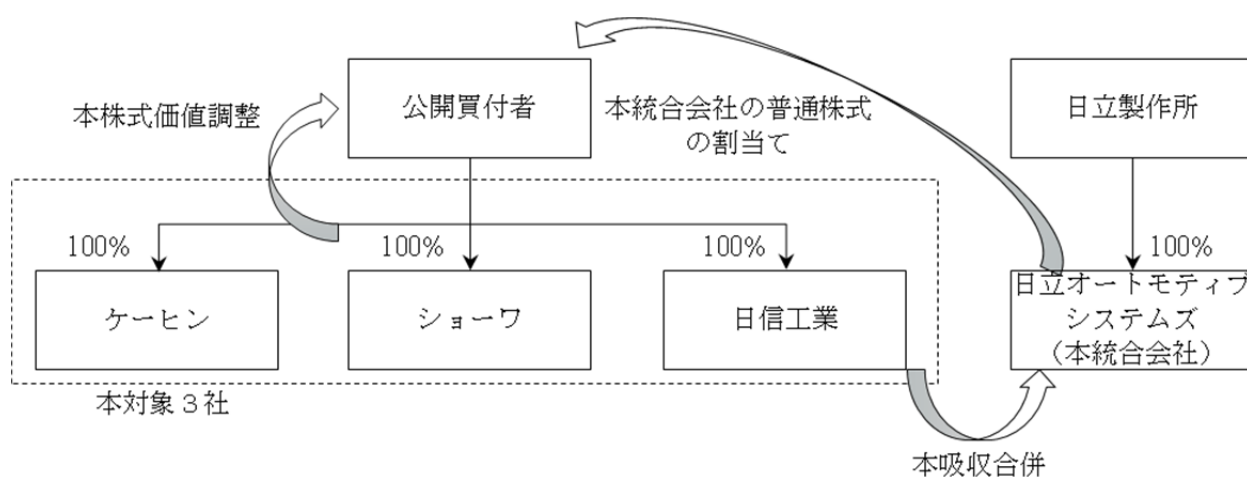 公開買付者
日立製作所
本株式価値調整
本統合会社の普通株式
の割当て
100%
100%
100%
100%
ケーヒン
ショーワ
日信工業
日立オートモティブ
システムズ
（本統合会社）
本対象３社
本吸収合併